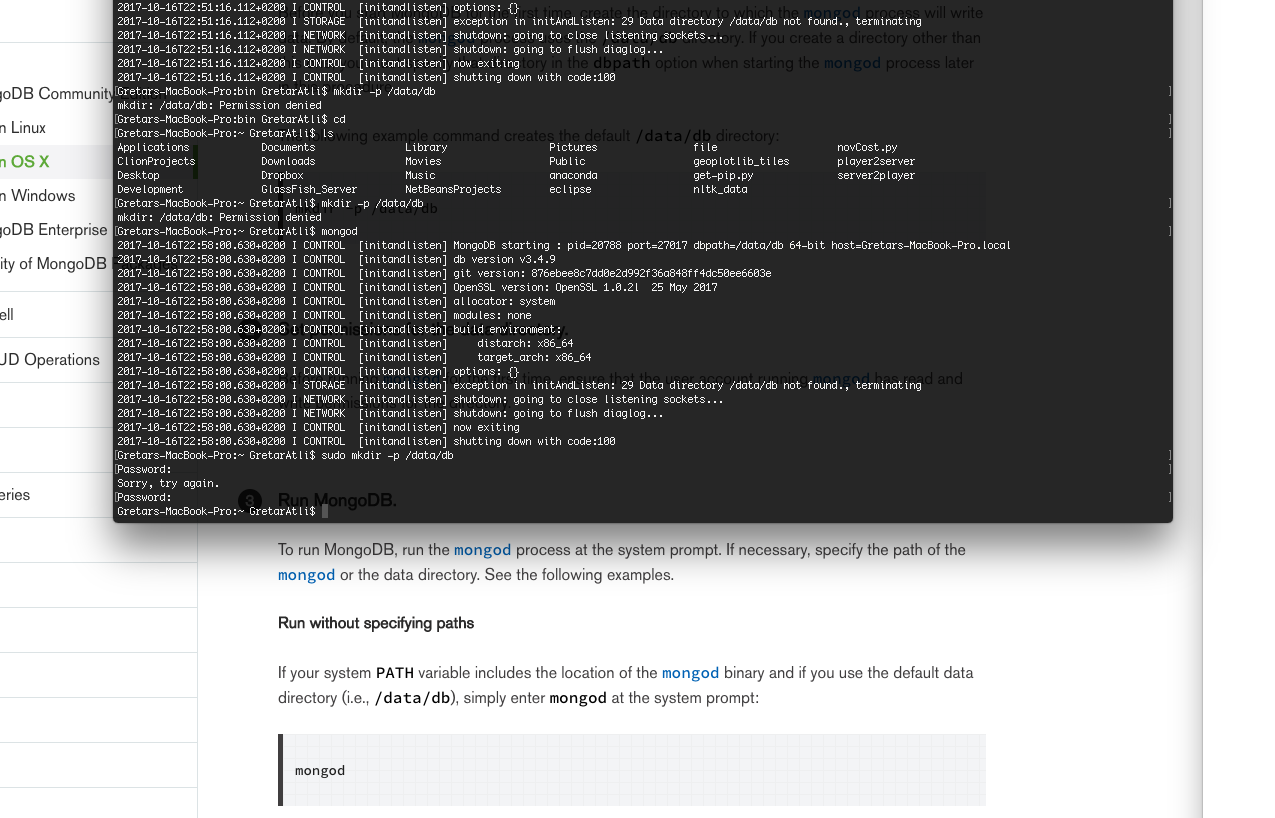 2017-10-16T22:51:16.112+0200 I CONTROL  [initandlisten] options: {}
2017-10-16T22:51:16.112+0200 I STORAGE  [initandlisten] exception in initAndListen: 29 Data directory /data/db not found., terminating
2017-10-16T22:51:16.112+0200 I NETWORK  [initandlisten] shutdown: going to close listening sockets...
2017-10-16T22:51:16.112+0200 I NETWORK  [initandlisten] shutdown: going to flush diaglog...
2017-10-16T22:51:16.112+0200 I CONTROL  [initandlisten] now exiting
2017-10-16T22:51:16.112+0200 I CONTROL  [initandlisten] shutting down with code:100
[Gretars-MacBook-Pro:bin GretarAtli$ mkdir -p /data/db ]
mkdir: /data/db: Permission denied
[Gretars-MacBook-Pro:bin GretarAtli$ cd ]
[Gretars-MacBook-Pro:~ GretarAtli$ ls ]
Applications Documents Library Pictures file novCost.py
ClionProjects Downloads Movies Public geoplotlib_tiles player2server
Desktop Dropbox Music anaconda get-pip.py server2player
Development GlassFish_Server NetBeansProjects eclipse nltk_data
[Gretars-MacBook-Pro:~ GretarAtli$ mkdir -p /data/db ]
mkdir: /data/db: Permission denied
[Gretars-MacBook-Pro:~ GretarAtli$ mongod ]
2017-10-16T22:58:00.630+0200 I CONTROL  [initandlisten] MongoDB starting : pid=20788 port=27017 dbpath=/data/db 64-bit host=Gretars-MacBook-Pro.local
2017-10-16T22:58:00.630+0200 I CONTROL  [initandlisten] db version v3.4.9
2017-10-16T22:58:00.630+0200 I CONTROL  [initandlisten] git version: 876ebee8c7dd0e2d992f36a848ff4dc50ee6603e
2017-10-16T22:58:00.630+0200 I CONTROL  [initandlisten] OpenSSL version: OpenSSL 1.0.2l  25 May 2017
2017-10-16T22:58:00.630+0200 I CONTROL  [initandlisten] allocator: system
2017-10-16T22:58:00.630+0200 I CONTROL  [initandlisten] modules: none
2017-10-16T22:58:00.630+0200 I CONTROL  [initandlisten] build environment:
2017-10-16T22:58:00.630+0200 I CONTROL  [initandlisten]     distarch: x86_64
2017-10-16T22:58:00.630+0200 I CONTROL  [initandlisten]     target_arch: x86_64
2017-10-16T22:58:00.630+0200 I CONTROL  [initandlisten] options: {}
2017-10-16T22:58:00.630+0200 I STORAGE  [initandlisten] exception in initAndListen: 29 Data directory /data/db not found., terminating
2017-10-16T22:58:00.630+0200 I NETWORK  [initandlisten] shutdown: going to close listening sockets...
2017-10-16T22:58:00.630+0200 I NETWORK  [initandlisten] shutdown: going to flush diaglog...
2017-10-16T22:58:00.630+0200 I CONTROL  [initandlisten] now exiting
2017-10-16T22:58:00.630+0200 I CONTROL  [initandlisten] shutting down with code:100
[Gretars-MacBook-Pro:~ GretarAtli$ sudo mkdir -p /data/db ]
[Password: ]
Sorry, try again.
[Password: ]
Gretars-MacBook-Pro:~ GretarAtli$
goDB Community
n Linux
n OS X
n Windows
goDB Enterprise
ity of MongoDB
ell
UD Operations
eries
3 Run MongoDB.
To run MongoDB, run the mongod process at the system prompt. If necessary, specify the path of the
mongod or the data directory. See the following examples.
Run without specifying paths
If your system PATH variable includes the location of the mongod binary and if you use the default data
directory (i.e., /data/db), simply enter mongod at the system prompt:
mongod